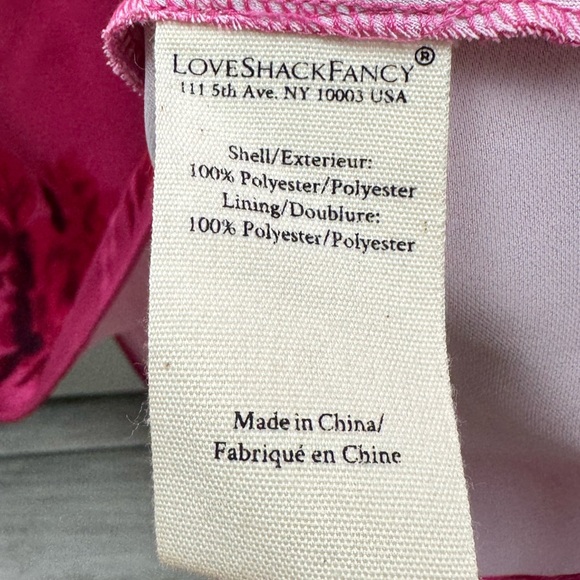 LOVESHACKFANCY®
111 5th Ave. NY 10003 USA
Shell/Exterieur:
100% Polyester/Polyester
Lining/Doublure:
100% Polyester/Polyester
Made in China/
Fabriqué en Chine